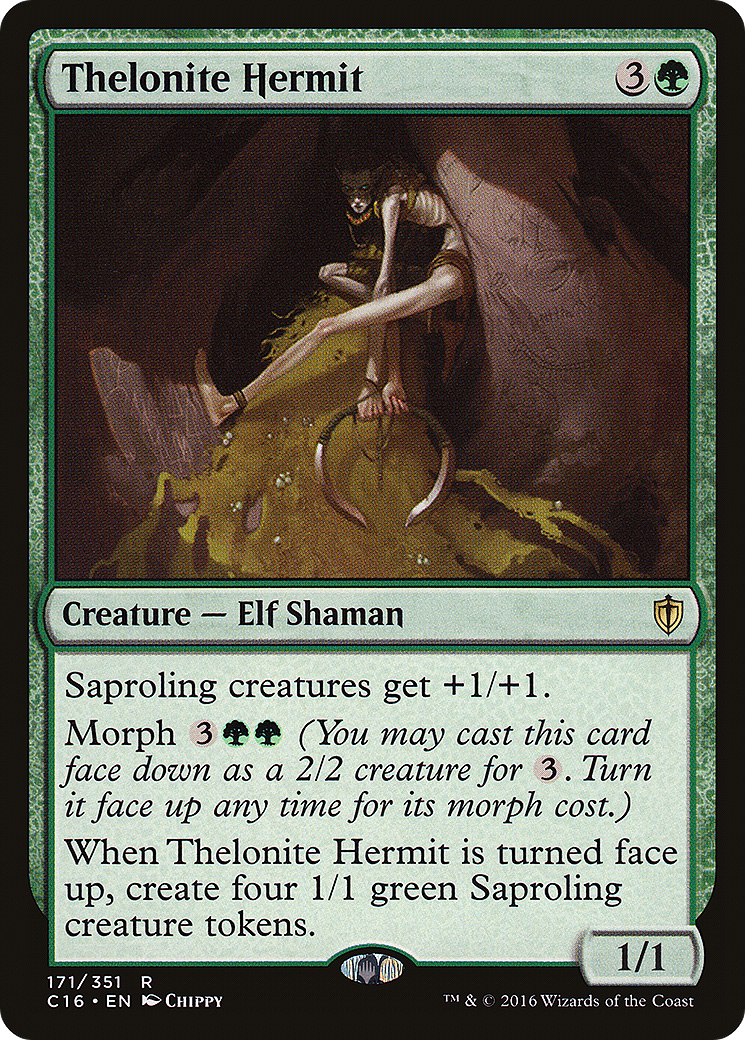 Thelonite Hermit 3
Creature — Elf Shaman
Saproling creatures get +1/+1.
Morph 3 (You may cast this card
face down as a 2/2 creature for 3. Turn
it face up any time for its morph cost.)
When Thelonite Hermit is turned face
up, create four 1/1 green Saproling
creature tokens.
1/1
171/351 R
C16 • EN CHIPPY
™ & © 2016 Wizards of the Coast